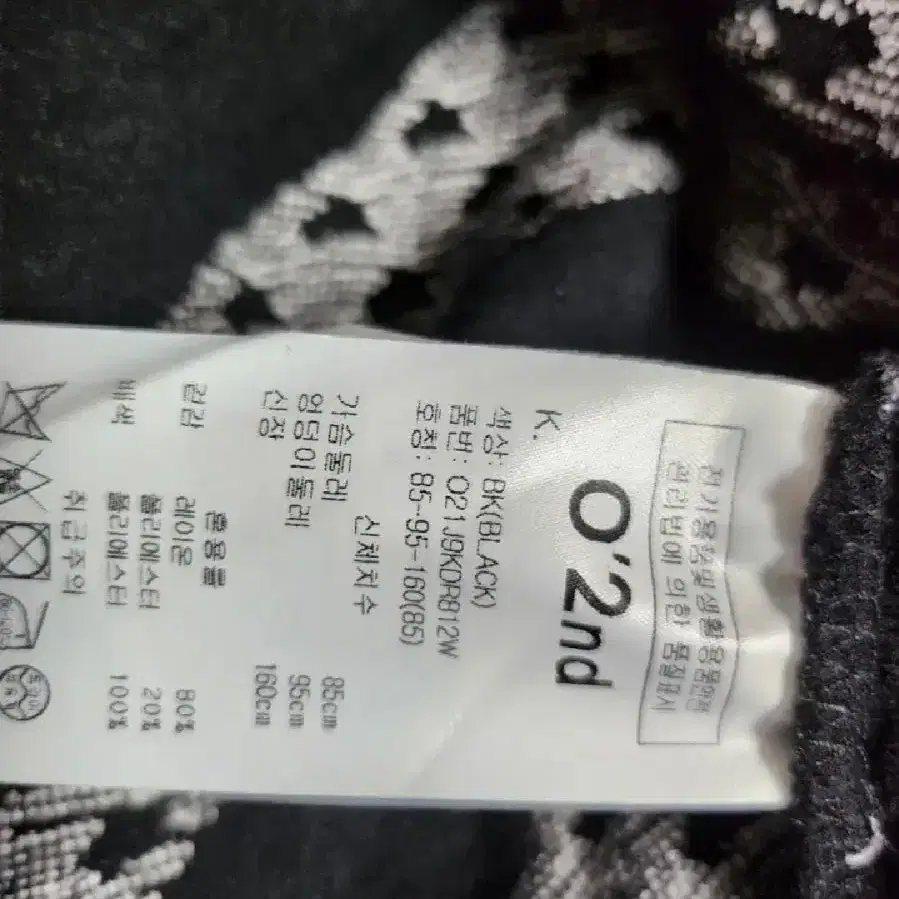 전기용품및생활용품안전
관리법에 의한 품질표시
O'2nd
K.
색상: BK(BLACK)
품번: O21J9KDR812W
호칭: 85-95-160(85)
신체치수
가슴둘레 85cm
엉덩이둘레 95cm
신장 160cm
혼용율
겉감 레이온 80%
폴리에스터 20%
배색 폴리에스터 100%
취급주의